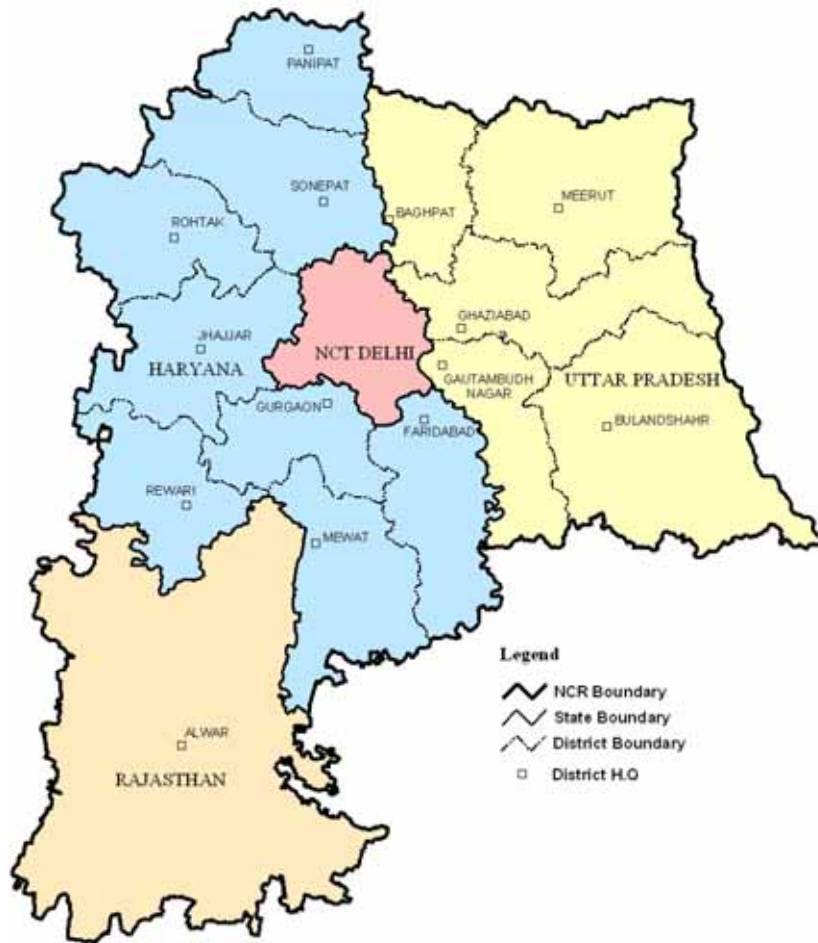 PANIPAT
SONEPAT
BAGHPAT
MEERUT
ROHTAK
GHAZIABAD
JHAJJAR
HARYANA
NCT DELHI
GAUTAMBUDH
NAGAR
UTTAR PRADESH
GURGAON
FARIDABAD
BULANDSHAHR
REWARI
MEWAT
ALWAR
RAJASTHAN
Legend
NCR Boundary
State Boundary
District Boundary
District H.Q